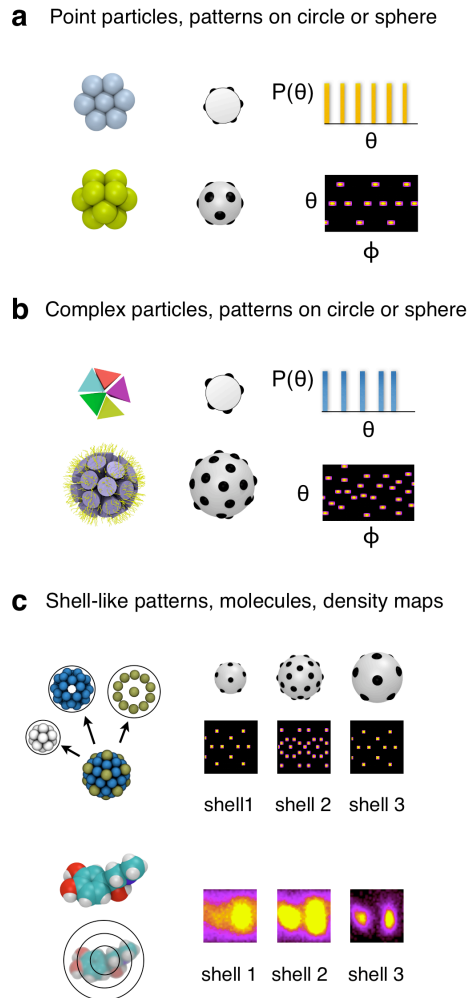 a Point particles, patterns on circle or sphere
P(θ)
θ
θ
ϕ
b Complex particles, patterns on circle or sphere
P(θ)
θ
θ
ϕ
c Shell-like patterns, molecules, density maps
shell1 shell 2 shell 3
shell 1 shell 2 shell 3